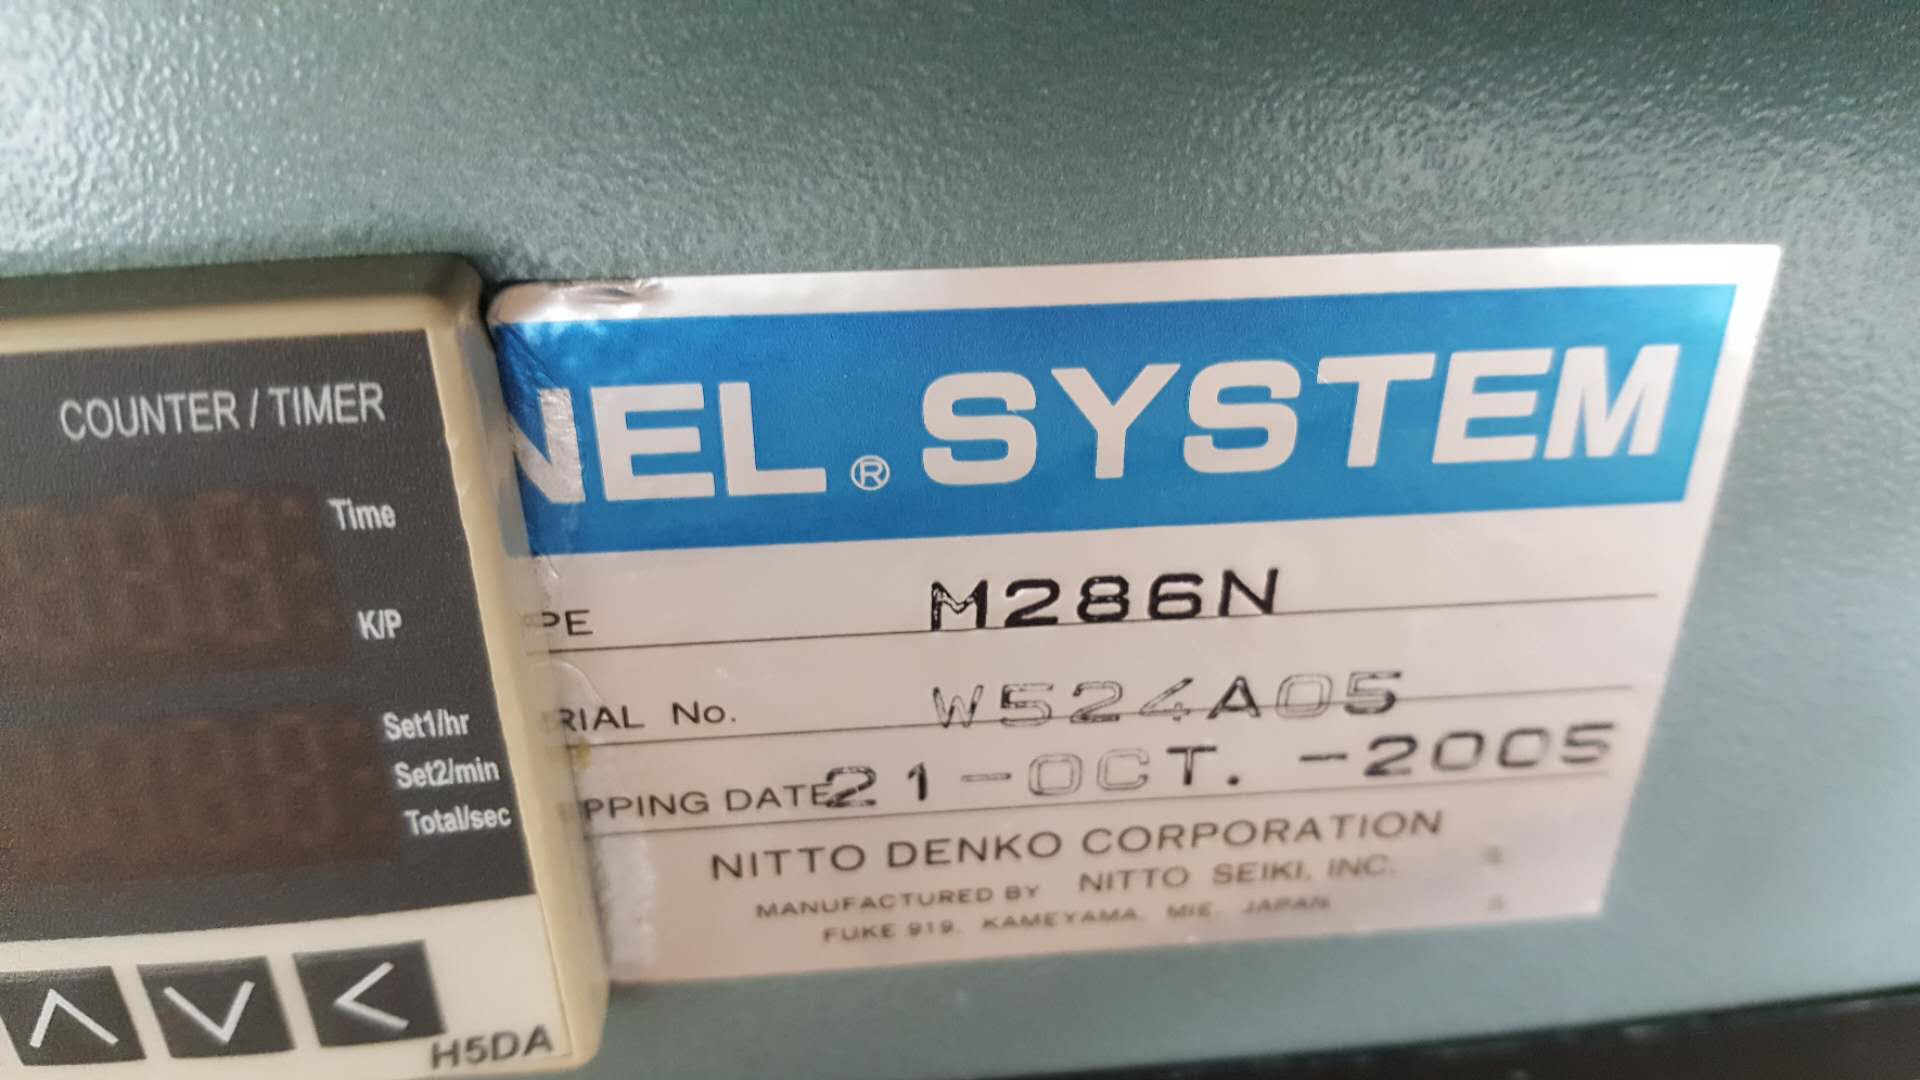 COUNTER / TIMER
Time
K/P
Set1/hr
Set2/min
Total/sec
H5DA
NEL® SYSTEM
PE M286N
RIAL No. W524A05
PPING DATE 21-OCT.-2005
NITTO DENKO CORPORATION
MANUFACTURED BY NITTO SEIKI, INC.
FUKE 919, KAMEYAMA, MIE, JAPAN